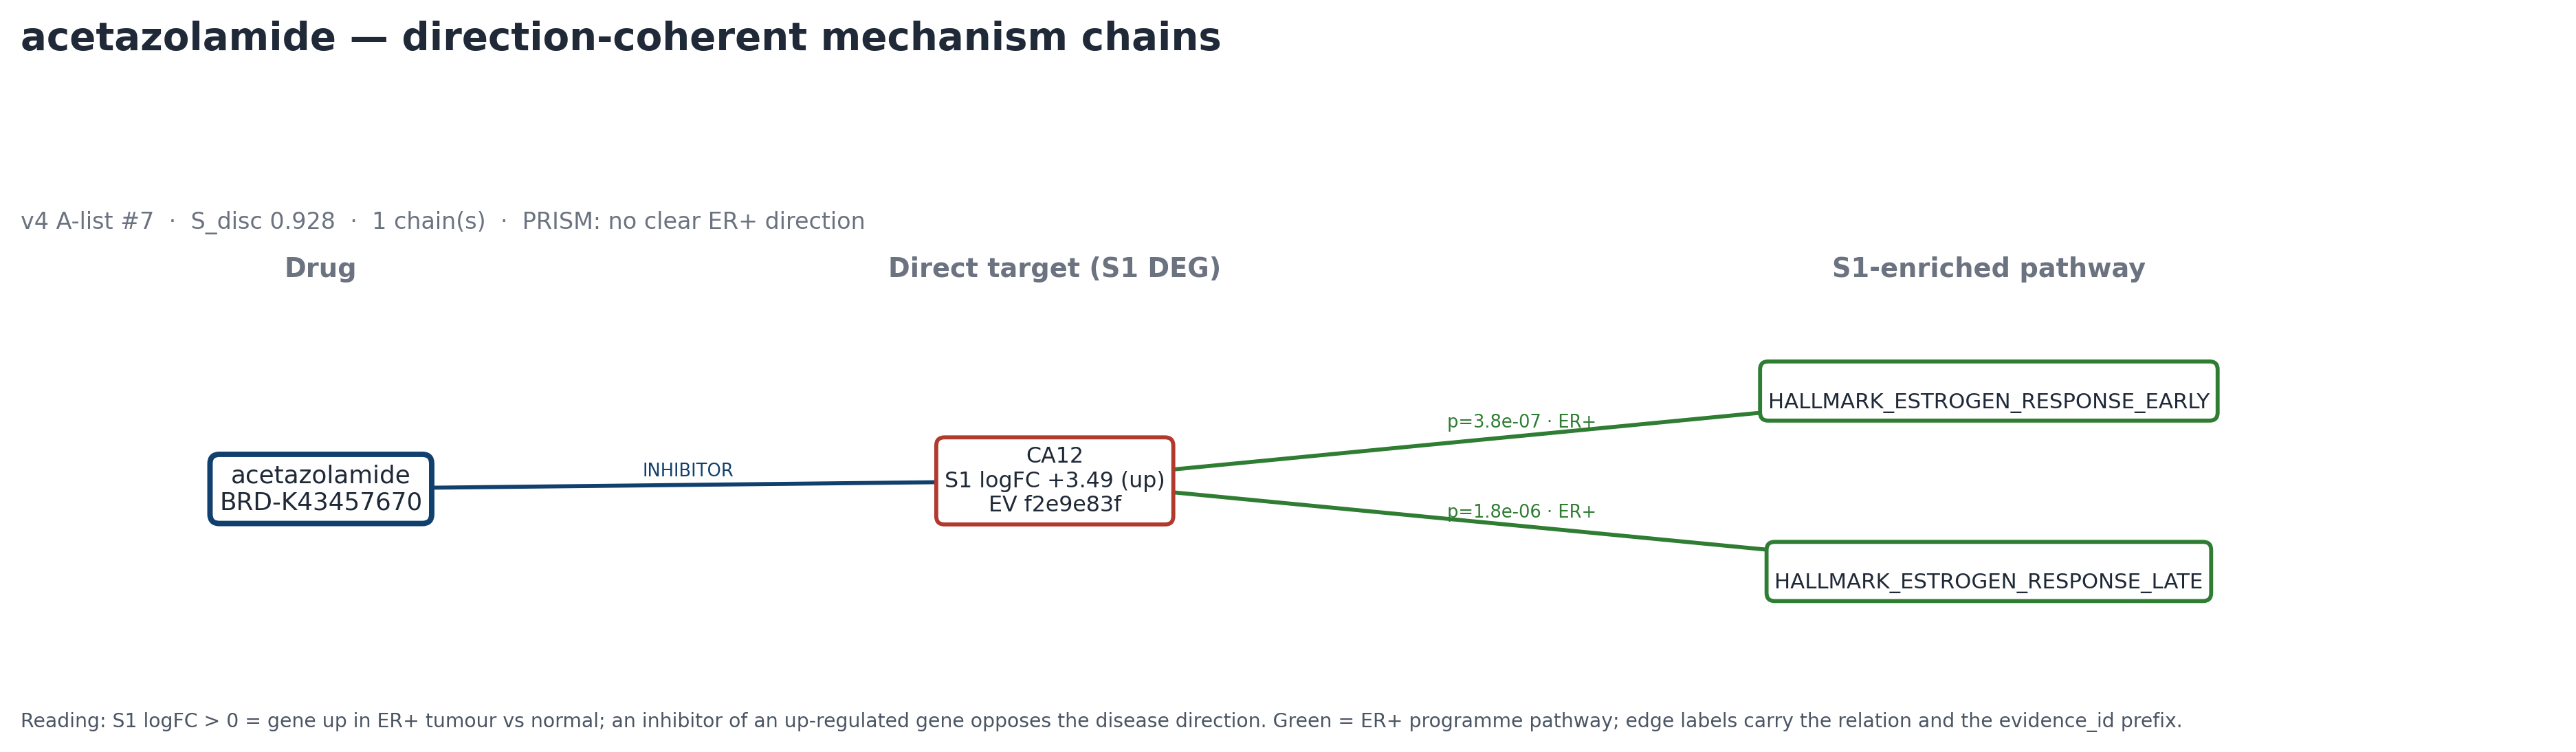 acetazolamide — direction-coherent mechanism chains
v4 A-list #7 · S_disc 0.928 · 1 chain(s) · PRISM: no clear ER+ direction
Drug
Direct target (S1 DEG)
S1-enriched pathway
acetazolamide
BRD-K43457670
INHIBITOR
CA12
S1 logFC +3.49 (up)
EV f2e9e83f
p=3.8e-07 · ER+
p=1.8e-06 · ER+
HALLMARK_ESTROGEN_RESPONSE_EARLY
HALLMARK_ESTROGEN_RESPONSE_LATE
Reading: S1 logFC > 0 = gene up in ER+ tumour vs normal; an inhibitor of an up-regulated gene opposes the disease direction. Green = ER+ programme pathway; edge labels carry the relation and the evidence_id prefix.